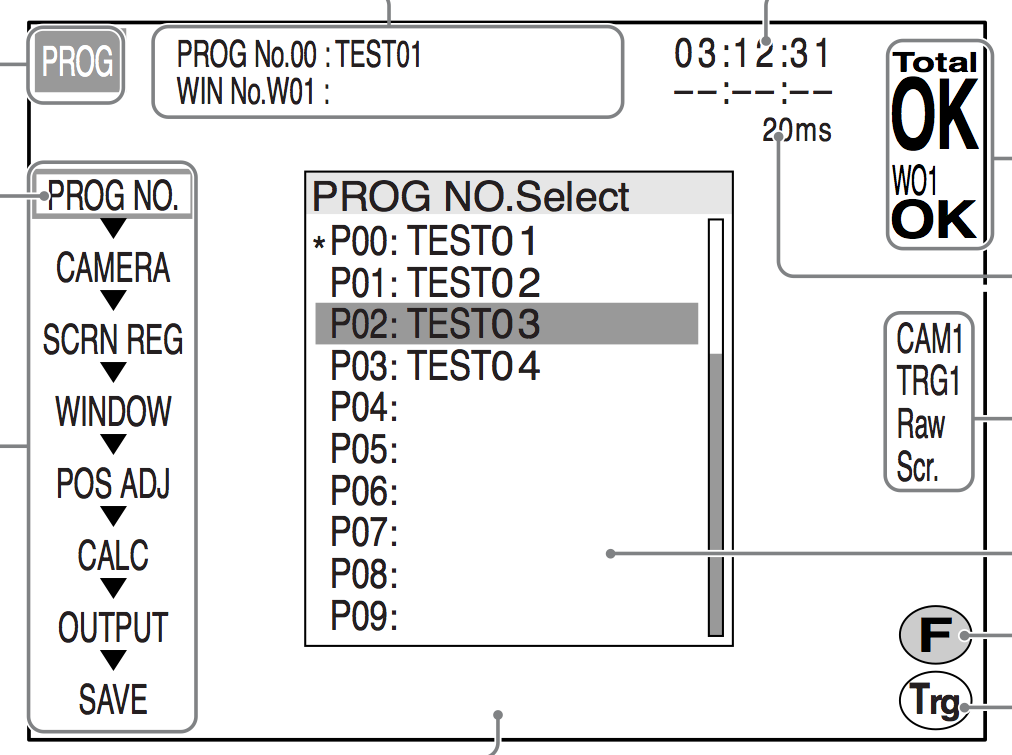 PROG
PROG No.00 : TEST01
WIN No.W01 :
03:12:31
--:--:--
20ms
Total
OK
W01
OK
PROG NO.
CAMERA
SCRN REG
WINDOW
POS ADJ
CALC
OUTPUT
SAVE
PROG NO.Select
*P00: TEST01
P01: TEST02
P02: TEST03
P03: TEST04
P04:
P05:
P06:
P07:
P08:
P09:
CAM1
TRG1
Raw
Scr.
F
Trg